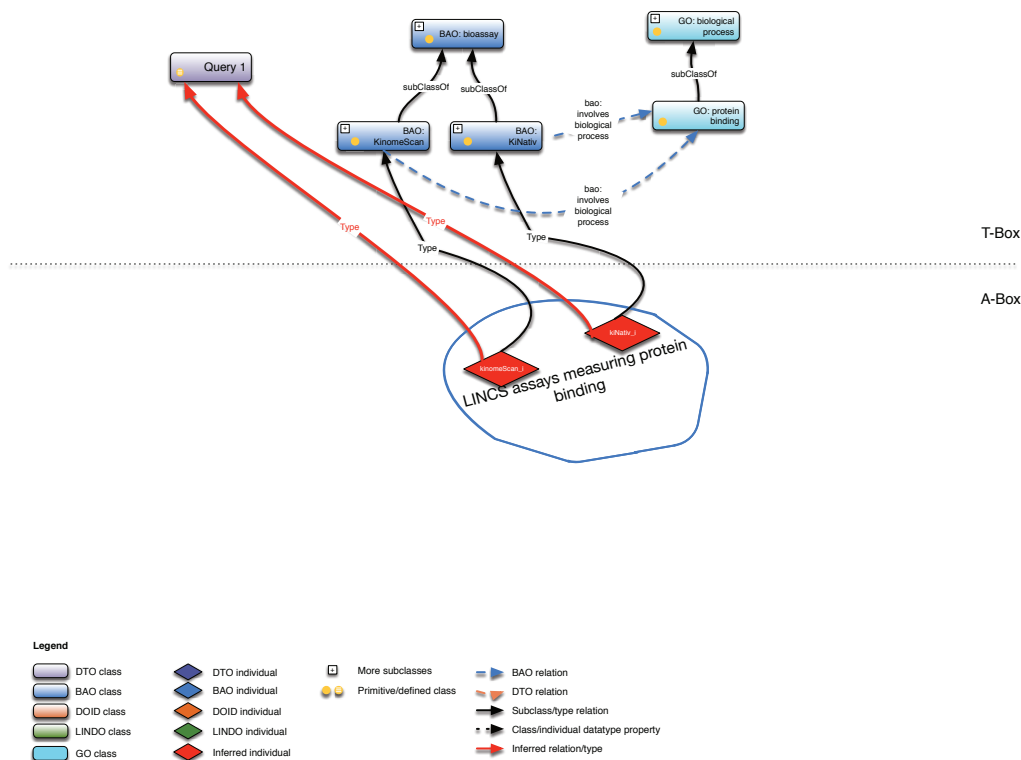 BAO: bioassay
GO: biological
process
Query 1
subClassOf
subClassOf
subClassOf
bao:
involves
biological
process
GO: protein
binding
BAO:
KinomeScan
BAO:
KiNativ
bao:
involves
biological
process
Type
Type
Type
Type
T-Box
A-Box
kiNativ_i
kinomeScan_i
LINCS assays measuring protein
binding
Legend
DTO class
BAO class
DOID class
LINDO class
GO class
DTO individual
BAO individual
DOID individual
LINDO individual
Inferred individual
More subclasses
Primitive/defined class
BAO relation
DTO relation
Subclass/type relation
Class/individual datatype property
Inferred relation/type